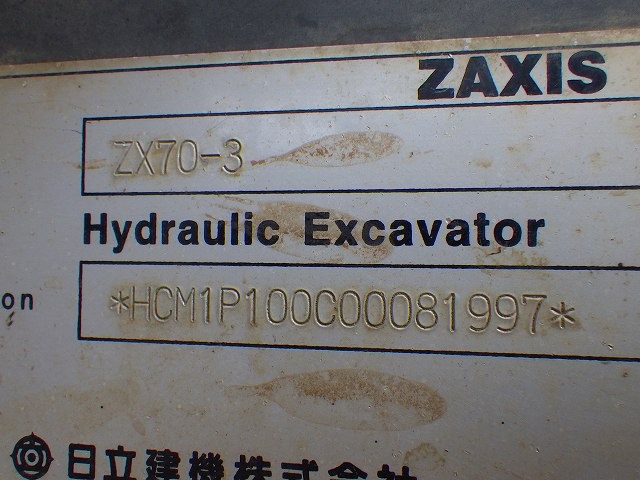 ZAXIS
ZX70-3
Hydraulic Excavator
on
*HCM1P100C00081997*
日立建機株式会社